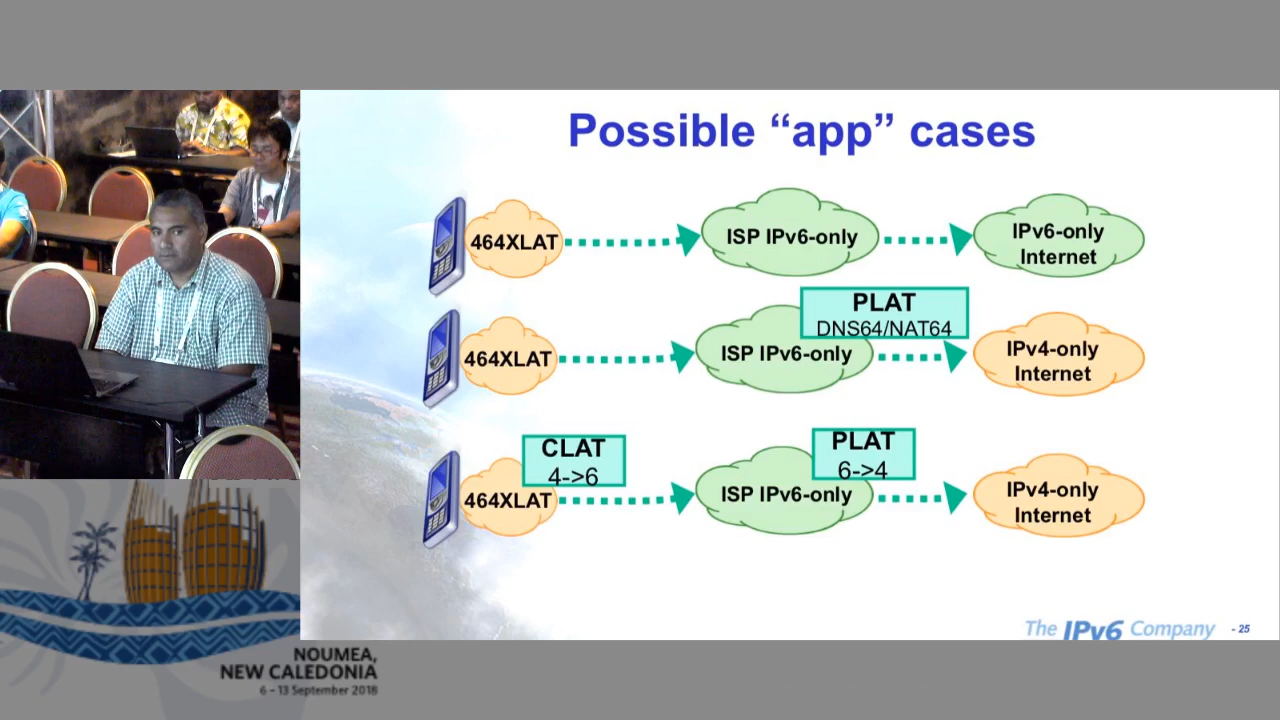 Possible “app” cases
464XLAT
ISP IPv6-only
IPv6-only
Internet
PLAT
DNS64/NAT64
464XLAT
ISP IPv6-only
IPv4-only
Internet
CLAT
4->6
PLAT
6->4
464XLAT
ISP IPv6-only
IPv4-only
Internet
The IPv6 Company - 25
NOUMEA,
NEW CALEDONIA
6 – 13 September 2018